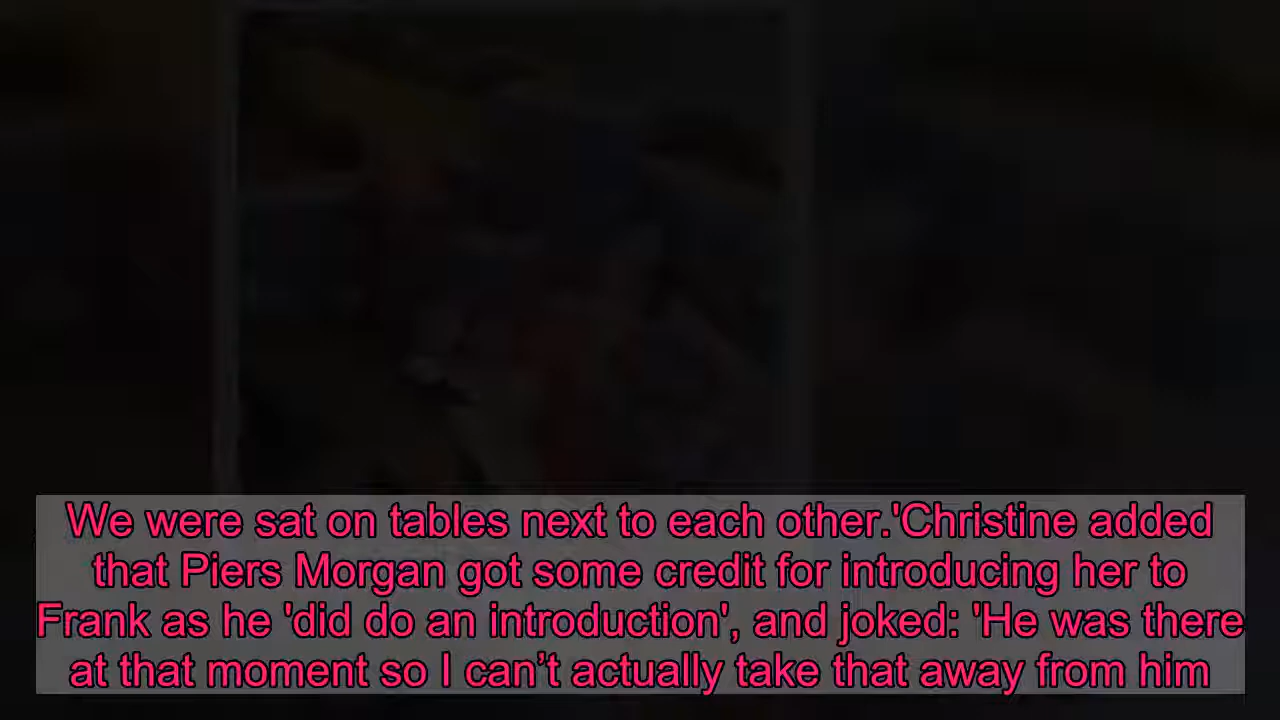 We were sat on tables next to each other.'Christine added
that Piers Morgan got some credit for introducing her to
Frank as he 'did do an introduction', and joked: 'He was there
at that moment so I can’t actually take that away from him